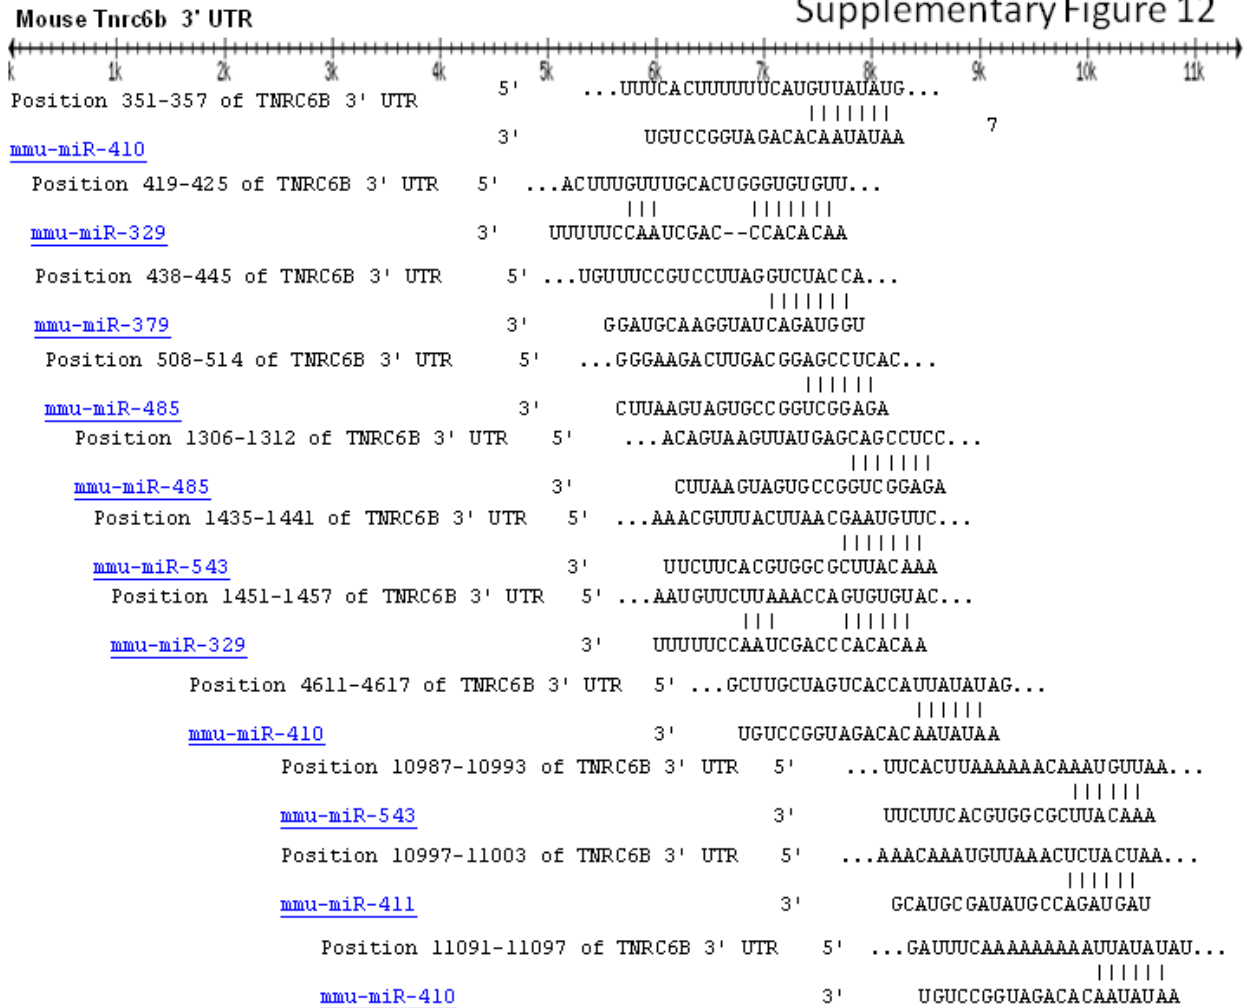 Supplementary Figure 12
Mouse Tnrc6b 3' UTR
k 1k 2k 3k 4k 5k 6k 7k 8k 9k 10k 11k
Position 351-357 of TNRC6B 3' UTR 5' ...UUUCACUUUUUUCAUGUUAUAUG...
||||||| 7
mmu-miR-410 3' UGUCCGGUAGACACAAUAUAA
Position 419-425 of TNRC6B 3' UTR 5' ...ACUUUGUUUGCACUGGGUGUGUU...
||| |||||||
mmu-miR-329 3' UUUUUCCAAUCGAC--CCACACAA
Position 438-445 of TNRC6B 3' UTR 5' ...UGUUUCCGUCCUUAGGUCUACCA...
|||||||
mmu-miR-379 3' GGAUGCAAGGUAUCAGAUGGU
Position 508-514 of TNRC6B 3' UTR 5' ...GGGAAGACUUGACGGAGCCUCAC...
||||||
mmu-miR-485 3' CUUAAGUAGUGCCGGUCGGAGA
Position 1306-1312 of TNRC6B 3' UTR 5' ...ACAGUAAGUUAUGAGCAGCCUCC...
|||||||
mmu-miR-485 3' CUUAAGUAGUGCCGGUCGGAGA
Position 1435-1441 of TNRC6B 3' UTR 5' ...AAACGUUUACUUAACGAAUGUUC...
|||||||
mmu-miR-543 3' UUCUUCACGUGGCGCUUACAAA
Position 1451-1457 of TNRC6B 3' UTR 5' ...AAUGUUCUUAAACCAGUGUGUAC...
||| ||||||
mmu-miR-329 3' UUUUUCCAAUCGACCCACACAA
Position 4611-4617 of TNRC6B 3' UTR 5' ...GCUUGCUAGUCACCAUUAUAUAG...
||||||
mmu-miR-410 3' UGUCCGGUAGACACAAUAUAA
Position 10987-10993 of TNRC6B 3' UTR 5' ...UUCACUUAAAAAACAAAUGUUAA...
||||||
mmu-miR-543 3' UUCUUCACGUGGCGCUUACAAA
Position 10997-11003 of TNRC6B 3' UTR 5' ...AAACAAAUGUUAAACUCUACUAA...
||||||
mmu-miR-411 3' GCAUGCGAUAUGCCAGAUGAU
Position 11091-11097 of TNRC6B 3' UTR 5' ...GAUUUCAAAAAAAAAUUAUAUAU...
||||||
mmu-miR-410 3' UGUCCGGUAGACACAAUAUAA